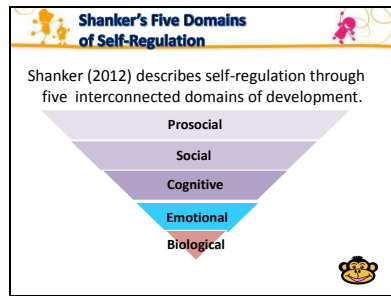 Shanker's Five Domains
of Self-Regulation
Shanker (2012) describes self-regulation through
five interconnected domains of development.
Prosocial
Social
Cognitive
Emotional
Biological